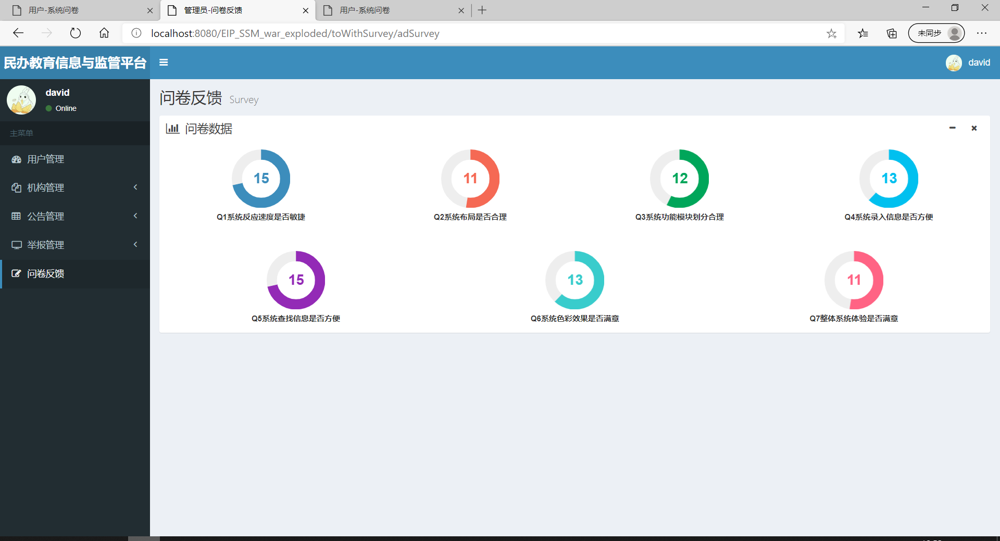 用户-系统问卷
管理员-问卷反馈
用户-系统问卷
localhost:8080/EIP_SSM_war_exploded/toWithSurvey/adSurvey
未同步
民办教育信息与监管平台
david
david
Online
主菜单
用户管理
机构管理
公告管理
举报管理
问卷反馈
问卷反馈 Survey
问卷数据
15
11
12
13
Q1系统反应速度是否敏捷
Q2系统布局是否合理
Q3系统功能模块划分合理
Q4系统录入信息是否方便
15
13
11
Q5系统查找信息是否方便
Q6系统色彩效果是否满意
Q7整体系统体验是否满意